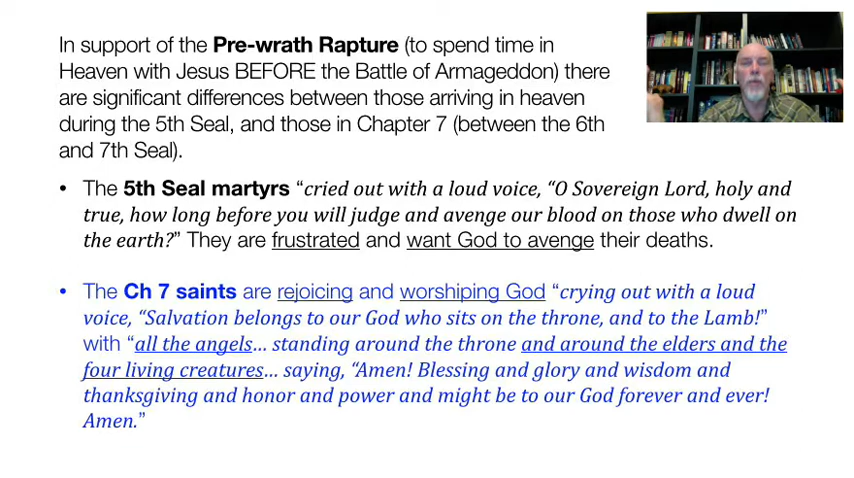 In support of the Pre-wrath Rapture (to spend time in
Heaven with Jesus BEFORE the Battle of Armageddon) there
are significant differences between those arriving in heaven
during the 5th Seal, and those in Chapter 7 (between the 6th
and 7th Seal).
• The 5th Seal martyrs “cried out with a loud voice, “O Sovereign Lord, holy and
true, how long before you will judge and avenge our blood on those who dwell on
the earth?” They are frustrated and want God to avenge their deaths.
• The Ch 7 saints are rejoicing and worshiping God “crying out with a loud
voice, “Salvation belongs to our God who sits on the throne, and to the Lamb!”
with “all the angels… standing around the throne and around the elders and the
four living creatures… saying, “Amen! Blessing and glory and wisdom and
thanksgiving and honor and power and might be to our God forever and ever!
Amen.”